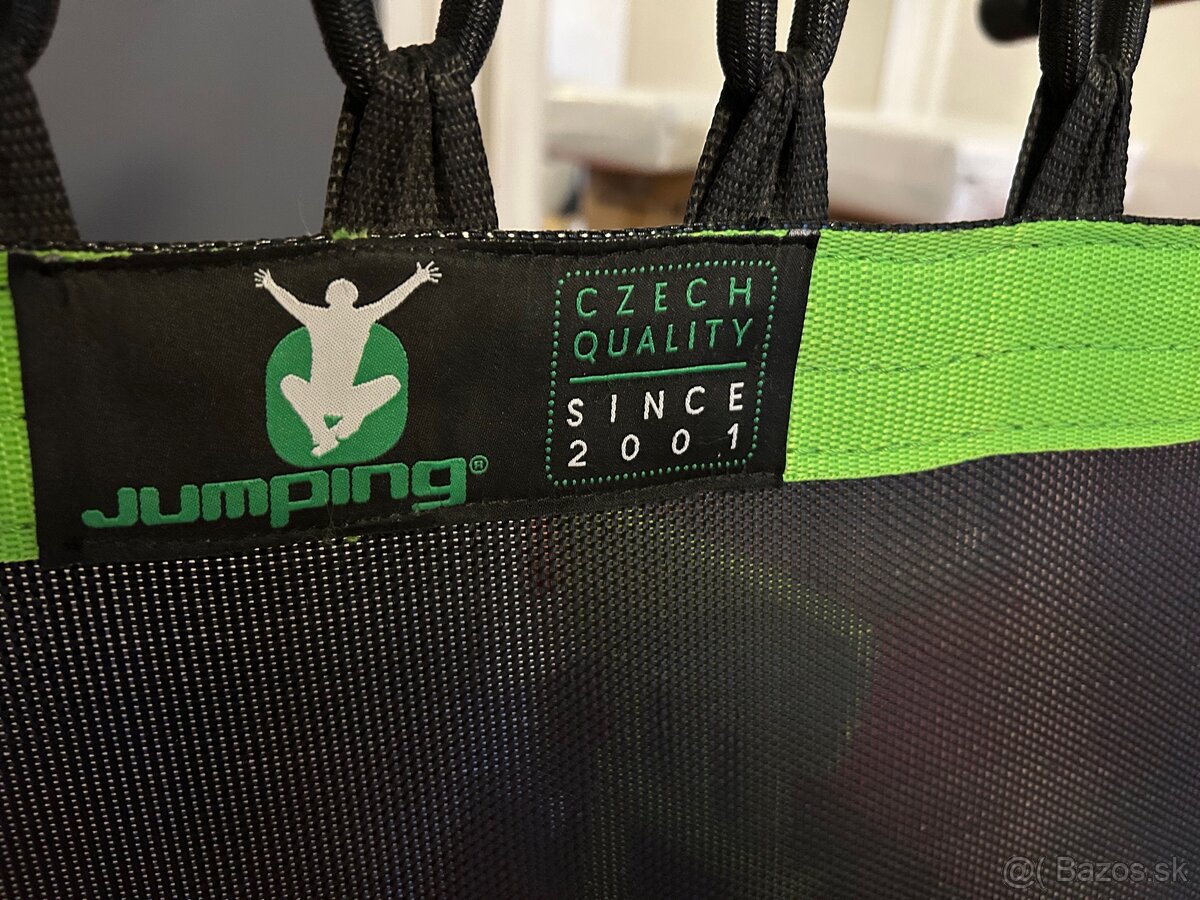 Jumping®
CZECH
QUALITY
SINCE
2001
@( Bazos.sk